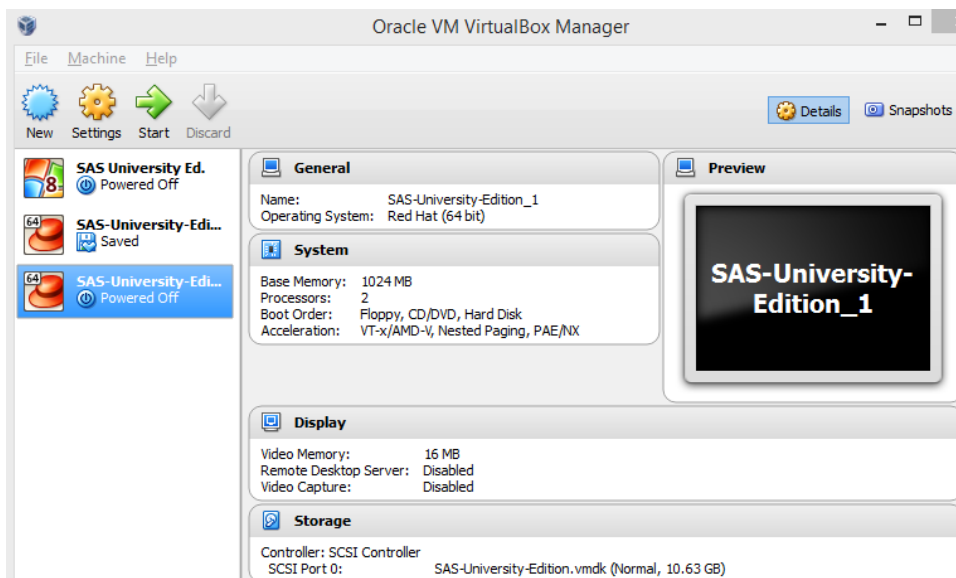 Oracle VM VirtualBox Manager
File Machine Help
New Settings Start Discard
Details Snapshots
8
SAS University Ed.
Powered Off
64
SAS-University-Edi...
Saved
64
SAS-University-Edi...
Powered Off
General
Name: SAS-University-Edition_1
Operating System: Red Hat (64 bit)
System
Base Memory: 1024 MB
Processors: 2
Boot Order: Floppy, CD/DVD, Hard Disk
Acceleration: VT-x/AMD-V, Nested Paging, PAE/NX
Preview
SAS-University-
Edition_1
Display
Video Memory: 16 MB
Remote Desktop Server: Disabled
Video Capture: Disabled
Storage
Controller: SCSI Controller
SCSI Port 0: SAS-University-Edition.vmdk (Normal, 10.63 GB)